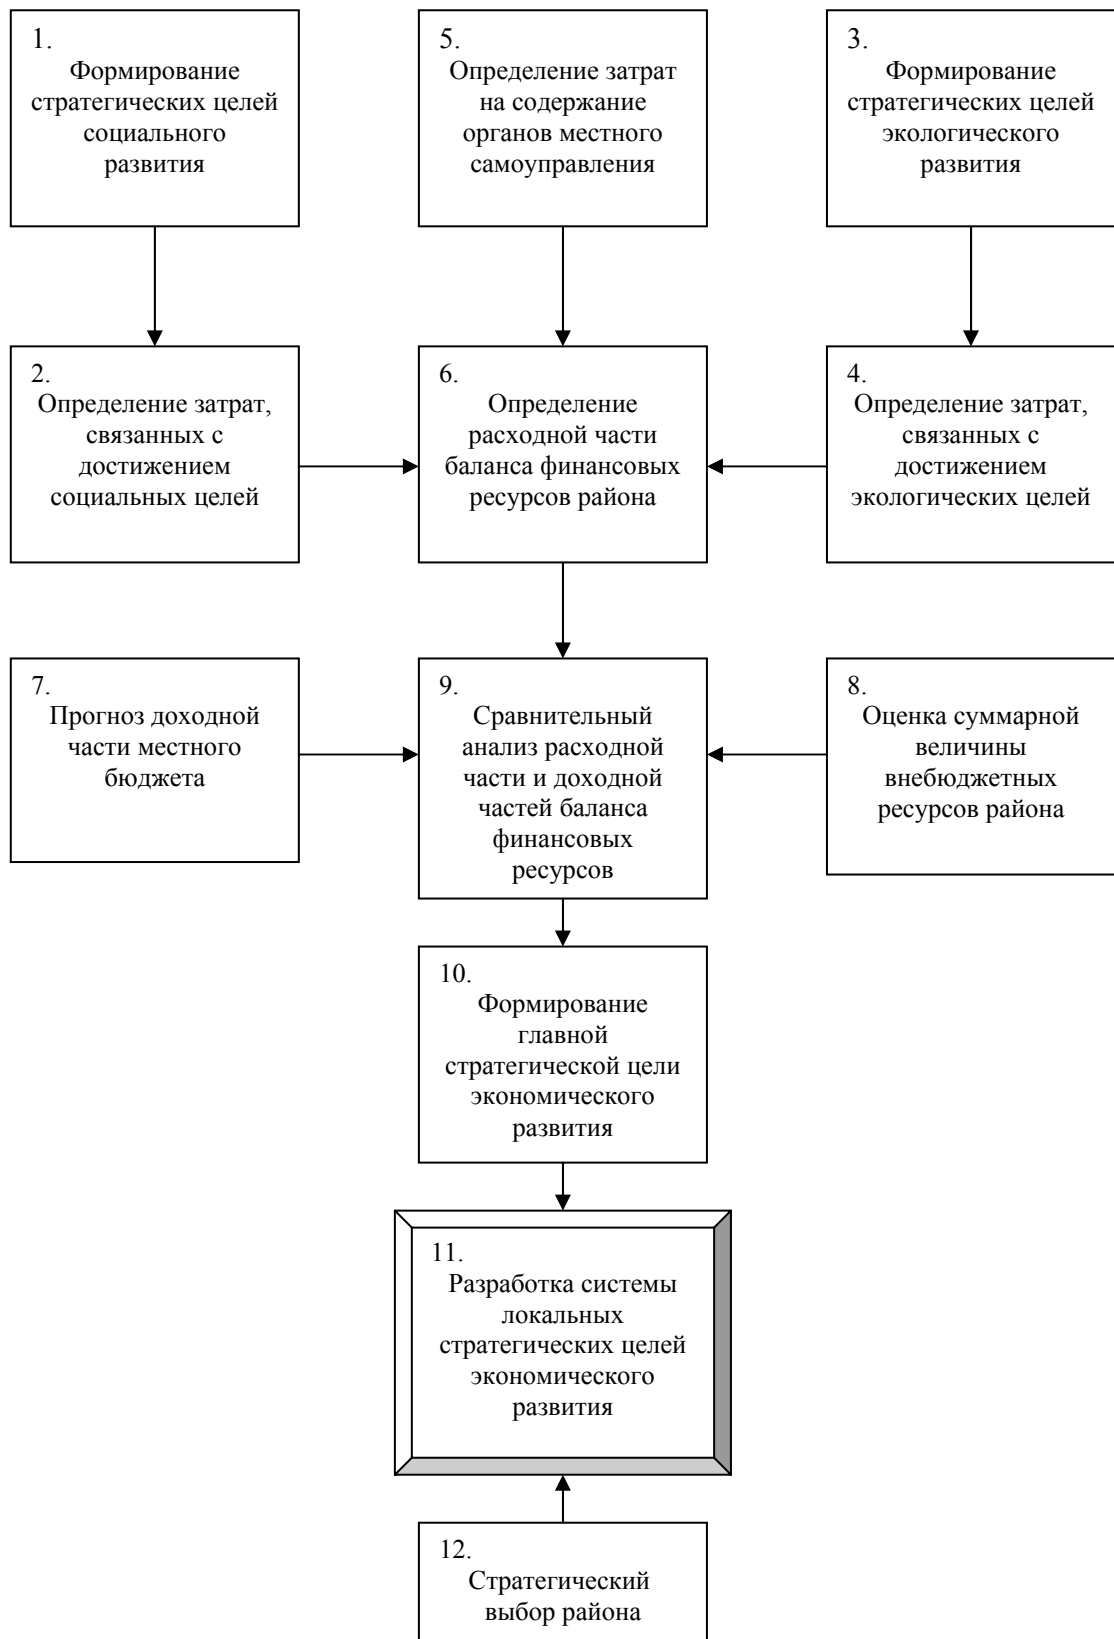 1.
Формирование
стратегических целей
социального
развития
5.
Определение затрат
на содержание
органов местного
самоуправления
3.
Формирование
стратегических целей
экологического
развития
2.
Определение затрат,
связанных с
достижением
социальных целей
6.
Определение
расходной части
баланса финансовых
ресурсов района
4.
Определение затрат,
связанных с
достижением
экологических целей
7.
Прогноз доходной
части местного
бюджета
9.
Сравнительный
анализ расходной
части и доходной
частей баланса
финансовых
ресурсов
8.
Оценка суммарной
величины
внебюджетных
ресурсов района
10.
Формирование
главной
стратегической цели
экономического
развития
11.
Разработка системы
локальных
стратегических целей
экономического
развития
12.
Стратегический
выбор района